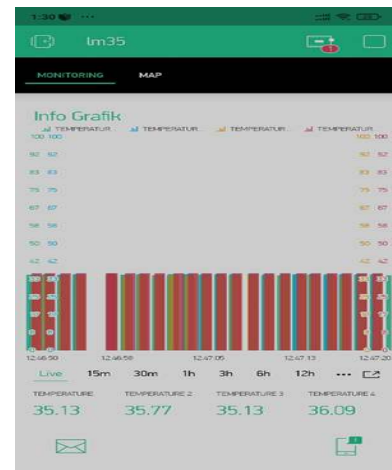 1:30 ...
lm35
1
MONITORING MAP
Info Grafik
TEMPERATUR... TEMPERATUR... TEMPERATUR... TEMPERATUR...
100 100 100 100
92 92 92 92
83 83 83 83
75 75 75 75
67 67 67 67
58 58 58 58
50 50 50 50
42 42 42 42
12:46:50 12:46:58 12:47:05 12:47:13 12:47:20
Live 15m 30m 1h 3h 6h 12h ...
TEMPERATURE TEMPERATURE 2 TEMPERATURE 3 TEMPERATURE 4
35.13 35.77 35.13 36.09